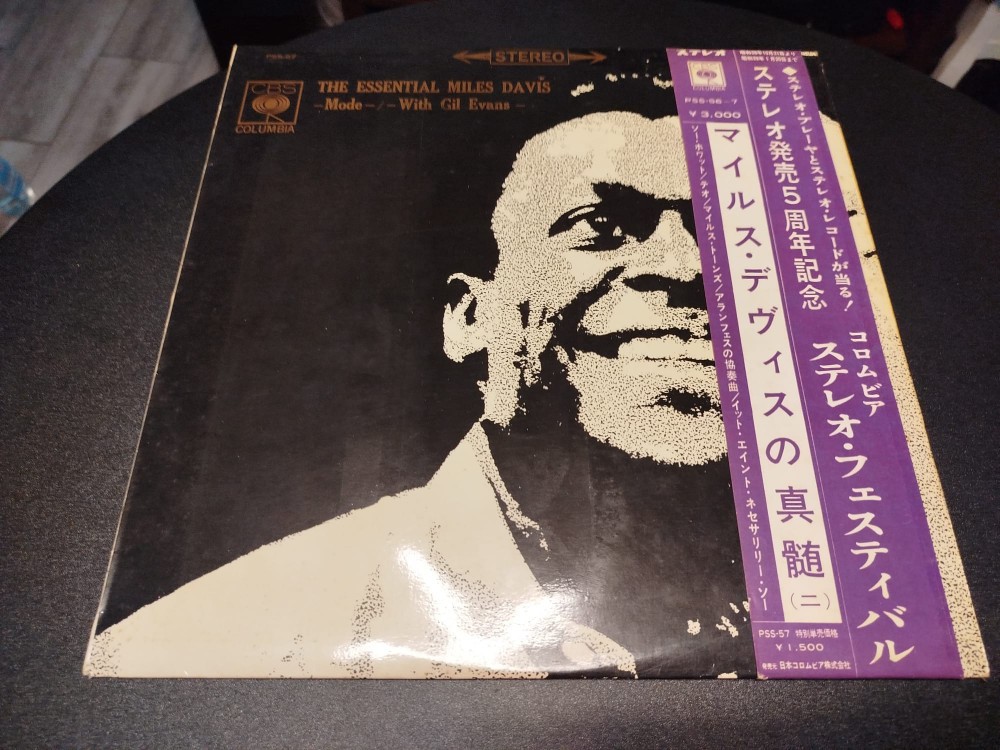 PSS-57
STEREO
CBS
COLUMBIA
THE ESSENTIAL MILES DAVIS
-Mode-/-With Gil Evans-
ステレオ
COLUMBIA
PSS-56-7
¥3,000
◆ステレオ・プレーヤとステレオ・レコードが当る!
ステレオ発売5周年記念
コロムビア
ステレオ・フェスティバル
マイルス・デヴィスの真髄
(二)
ソー・ホワット/テオ/マイルス・トーンズ/アランフェスの協奏曲/イット・エイント・ネセサリリー・ソー
PSS-57 特別単売価格
¥1,500
発売元 日本コロムビア株式会社